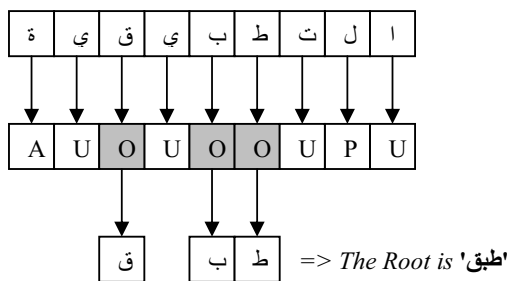 ا ل ت ط ب ي ق ي ة
A U O U O O U P U
ط ب ق => The Root is 'طبق'